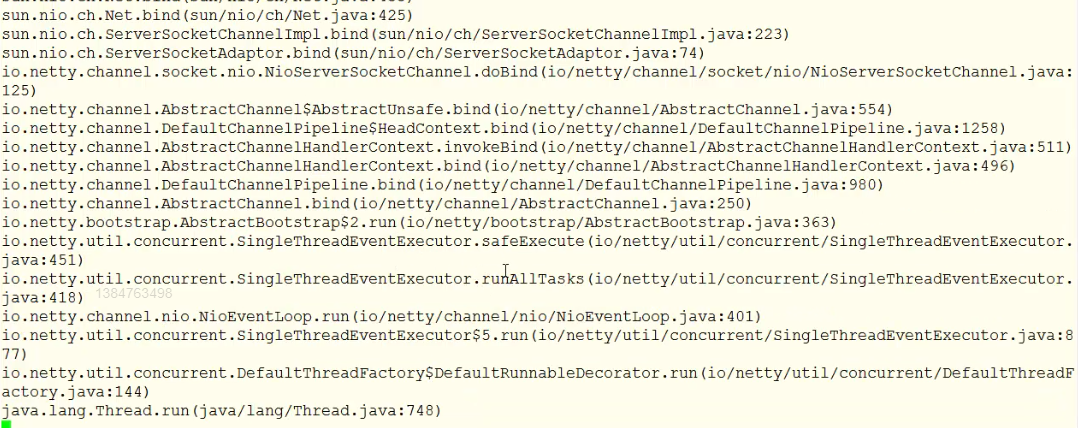 sun.nio.ch.Net.bind(sun/nio/ch/Net.java:425)
sun.nio.ch.ServerSocketChannelImpl.bind(sun/nio/ch/ServerSocketChannelImpl.java:223)
sun.nio.ch.ServerSocketAdaptor.bind(sun/nio/ch/ServerSocketAdaptor.java:74)
io.netty.channel.socket.nio.NioServerSocketChannel.doBind(io/netty/channel/socket/nio/NioServerSocketChannel.java:
125)
io.netty.channel.AbstractChannel$AbstractUnsafe.bind(io/netty/channel/AbstractChannel.java:554)
io.netty.channel.DefaultChannelPipeline$HeadContext.bind(io/netty/channel/DefaultChannelPipeline.java:1258)
io.netty.channel.AbstractChannelHandlerContext.invokeBind(io/netty/channel/AbstractChannelHandlerContext.java:511)
io.netty.channel.AbstractChannelHandlerContext.bind(io/netty/channel/AbstractChannelHandlerContext.java:496)
io.netty.channel.DefaultChannelPipeline.bind(io/netty/channel/DefaultChannelPipeline.java:980)
io.netty.channel.AbstractChannel.bind(io/netty/channel/AbstractChannel.java:250)
io.netty.bootstrap.AbstractBootstrap$2.run(io/netty/bootstrap/AbstractBootstrap.java:363)
io.netty.util.concurrent.SingleThreadEventExecutor.safeExecute(io/netty/util/concurrent/SingleThreadEventExecutor.
java:451)
io.netty.util.concurrent.SingleThreadEventExecutor.runAllTasks(io/netty/util/concurrent/SingleThreadEventExecutor.
java:418) 1384763498
io.netty.channel.nio.NioEventLoop.run(io/netty/channel/nio/NioEventLoop.java:401)
io.netty.util.concurrent.SingleThreadEventExecutor$5.run(io/netty/util/concurrent/SingleThreadEventExecutor.java:8
77)
io.netty.util.concurrent.DefaultThreadFactory$DefaultRunnableDecorator.run(io/netty/util/concurrent/DefaultThreadF
actory.java:144)
java.lang.Thread.run(java/lang/Thread.java:748)